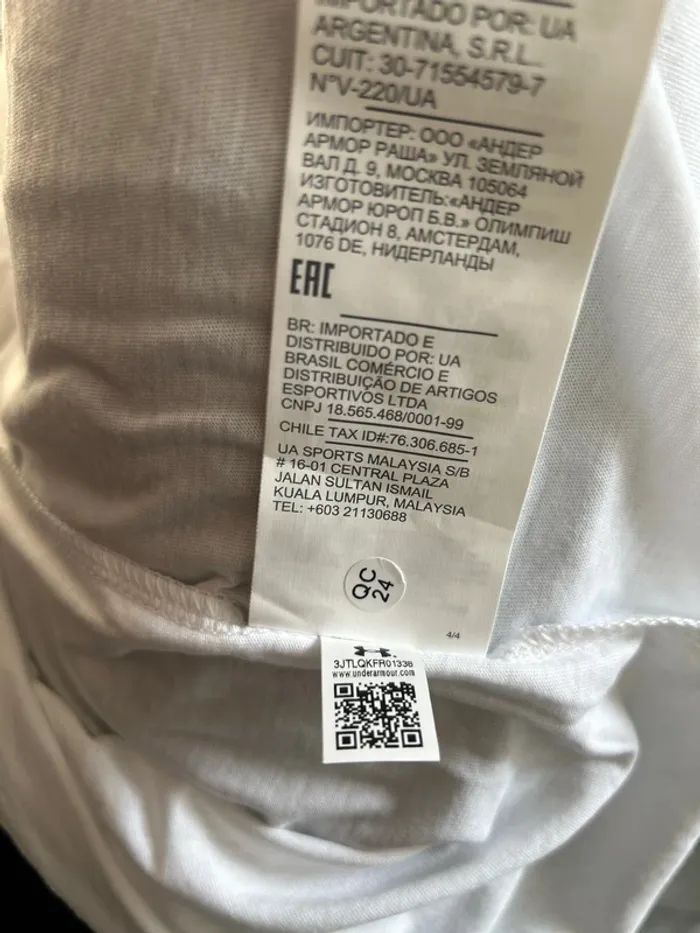 IMPORTADO POR: UA
ARGENTINA, S.R.L.
CUIT: 30-71554579-7
N°V-220/UA
ИМПОРТЕР: ООО «АНДЕР
АРМОР РАША» УЛ. ЗЕМЛЯНОЙ
ВАЛ Д. 9, МОСКВА 105064
ИЗГОТОВИТЕЛЬ:«АНДЕР
АРМОР ЮРОП Б.В.» ОЛИМПИШ
СТАДИОН 8, АМСТЕРДАМ,
1076 DE, НИДЕРЛАНДЫ
EAC
BR: IMPORTADO E
DISTRIBUIDO POR: UA
BRASIL COMÉRCIO E
DISTRIBUIÇÃO DE ARTIGOS
ESPORTIVOS LTDA
CNPJ 18.565.468/0001-99
CHILE TAX ID#:76.306.685-1
UA SPORTS MALAYSIA S/B
# 16-01 CENTRAL PLAZA
JALAN SULTAN ISMAIL
KUALA LUMPUR, MALAYSIA
TEL: +603 21130688
QC
24
4/4
3JTLQKFR01338
www.underarmour.com